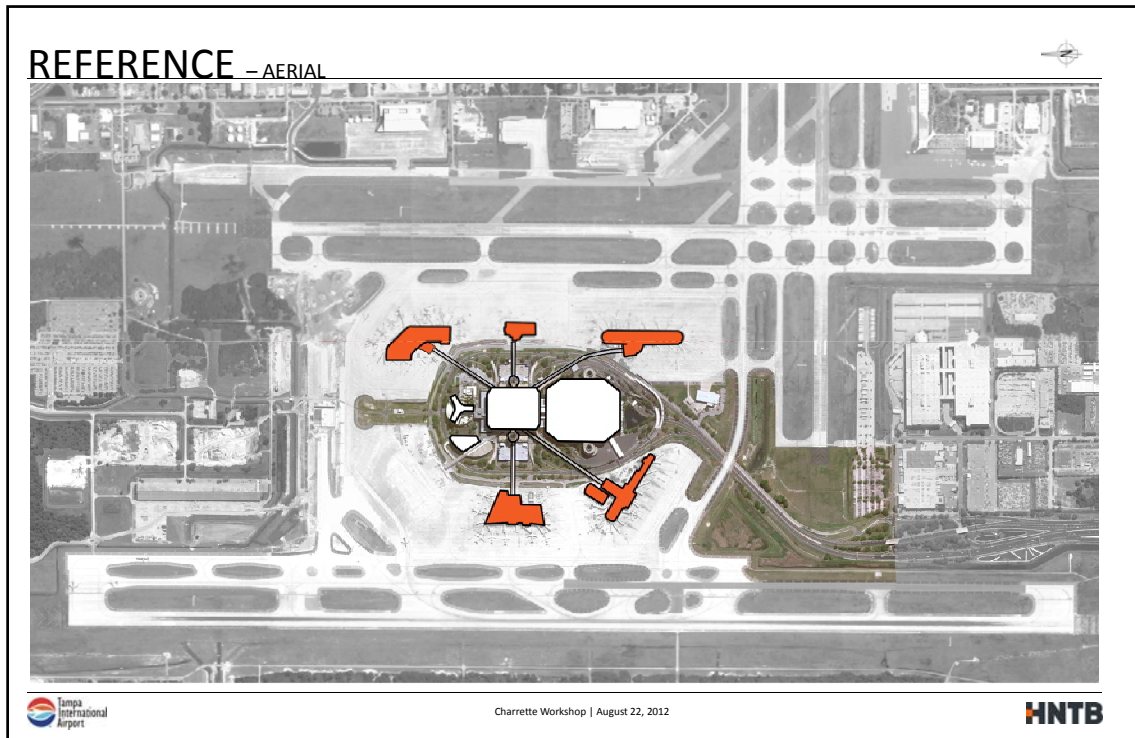 REFERENCE – AERIAL
Tampa
International
Airport
Charrette Workshop | August 22, 2012
HNTB